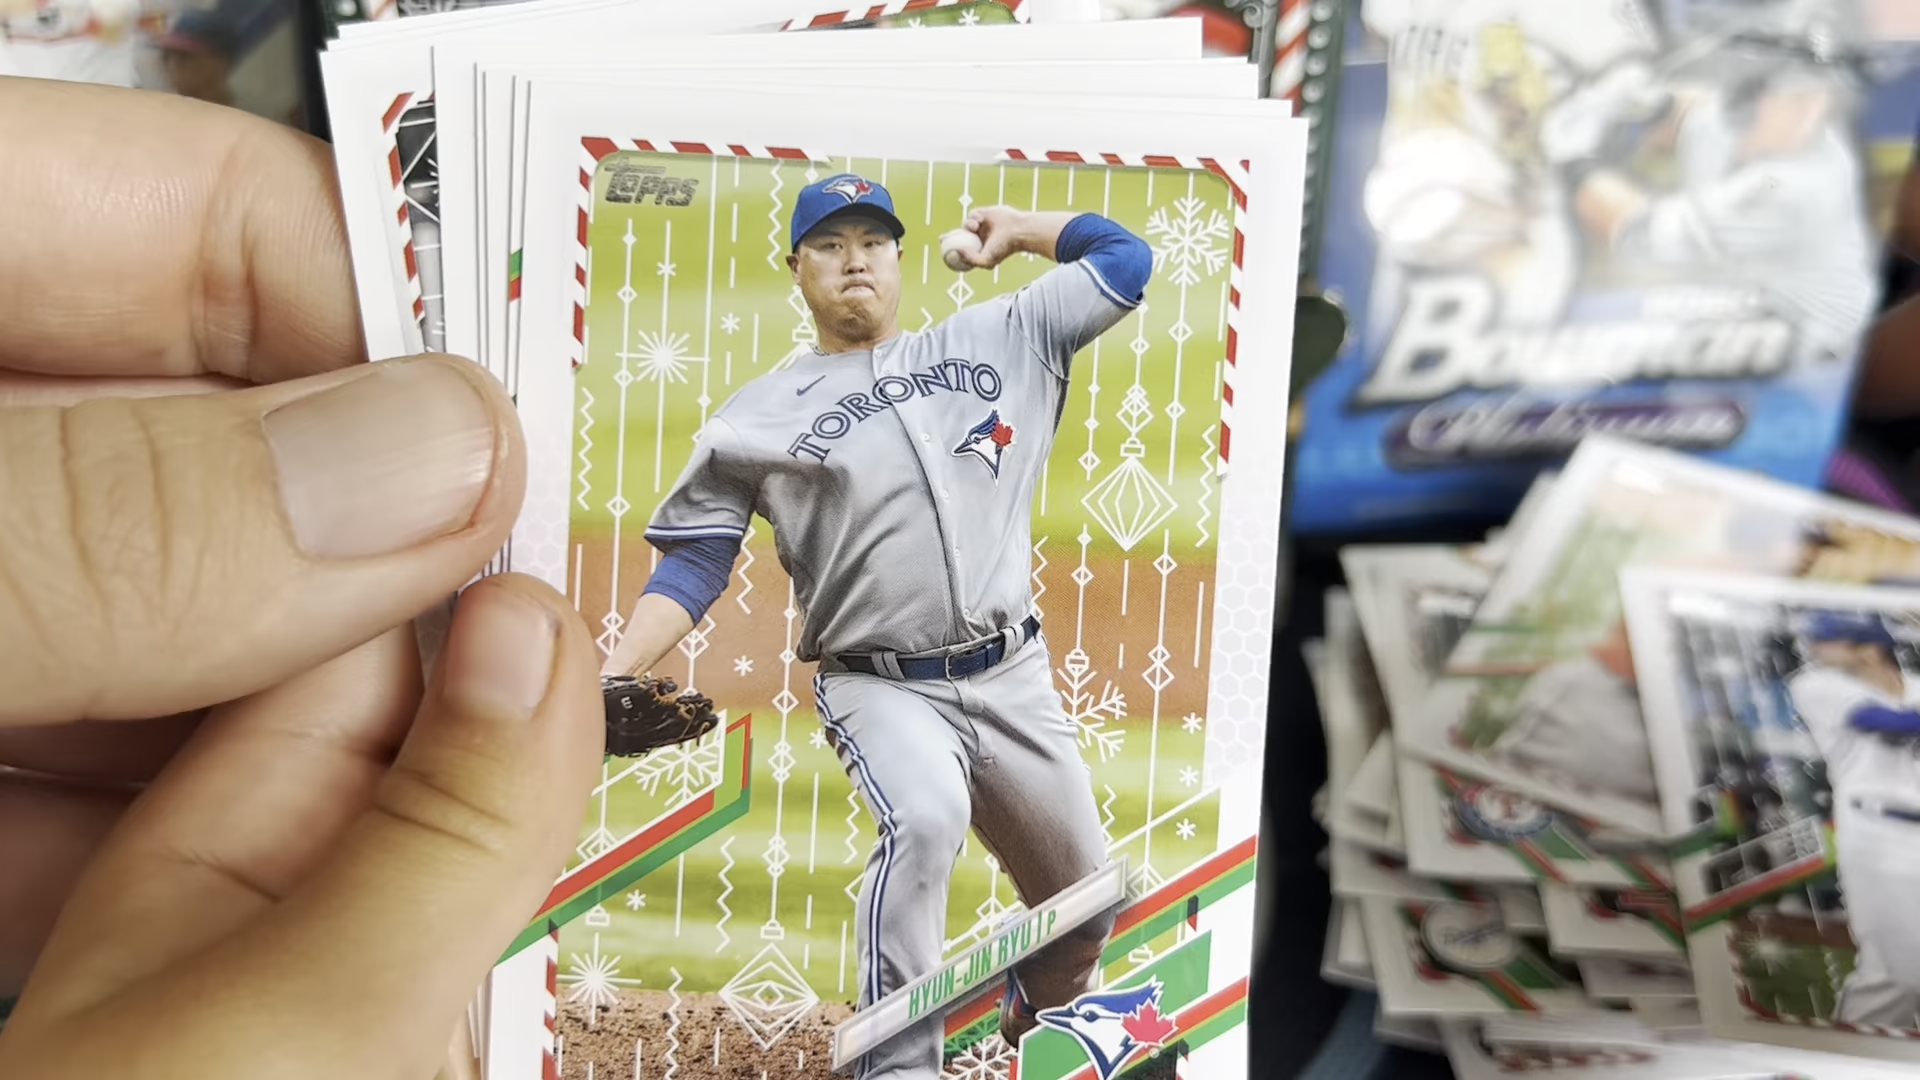 Topps
TORONTO
HYUN-JIN RYU | P
Bowman
Platinum